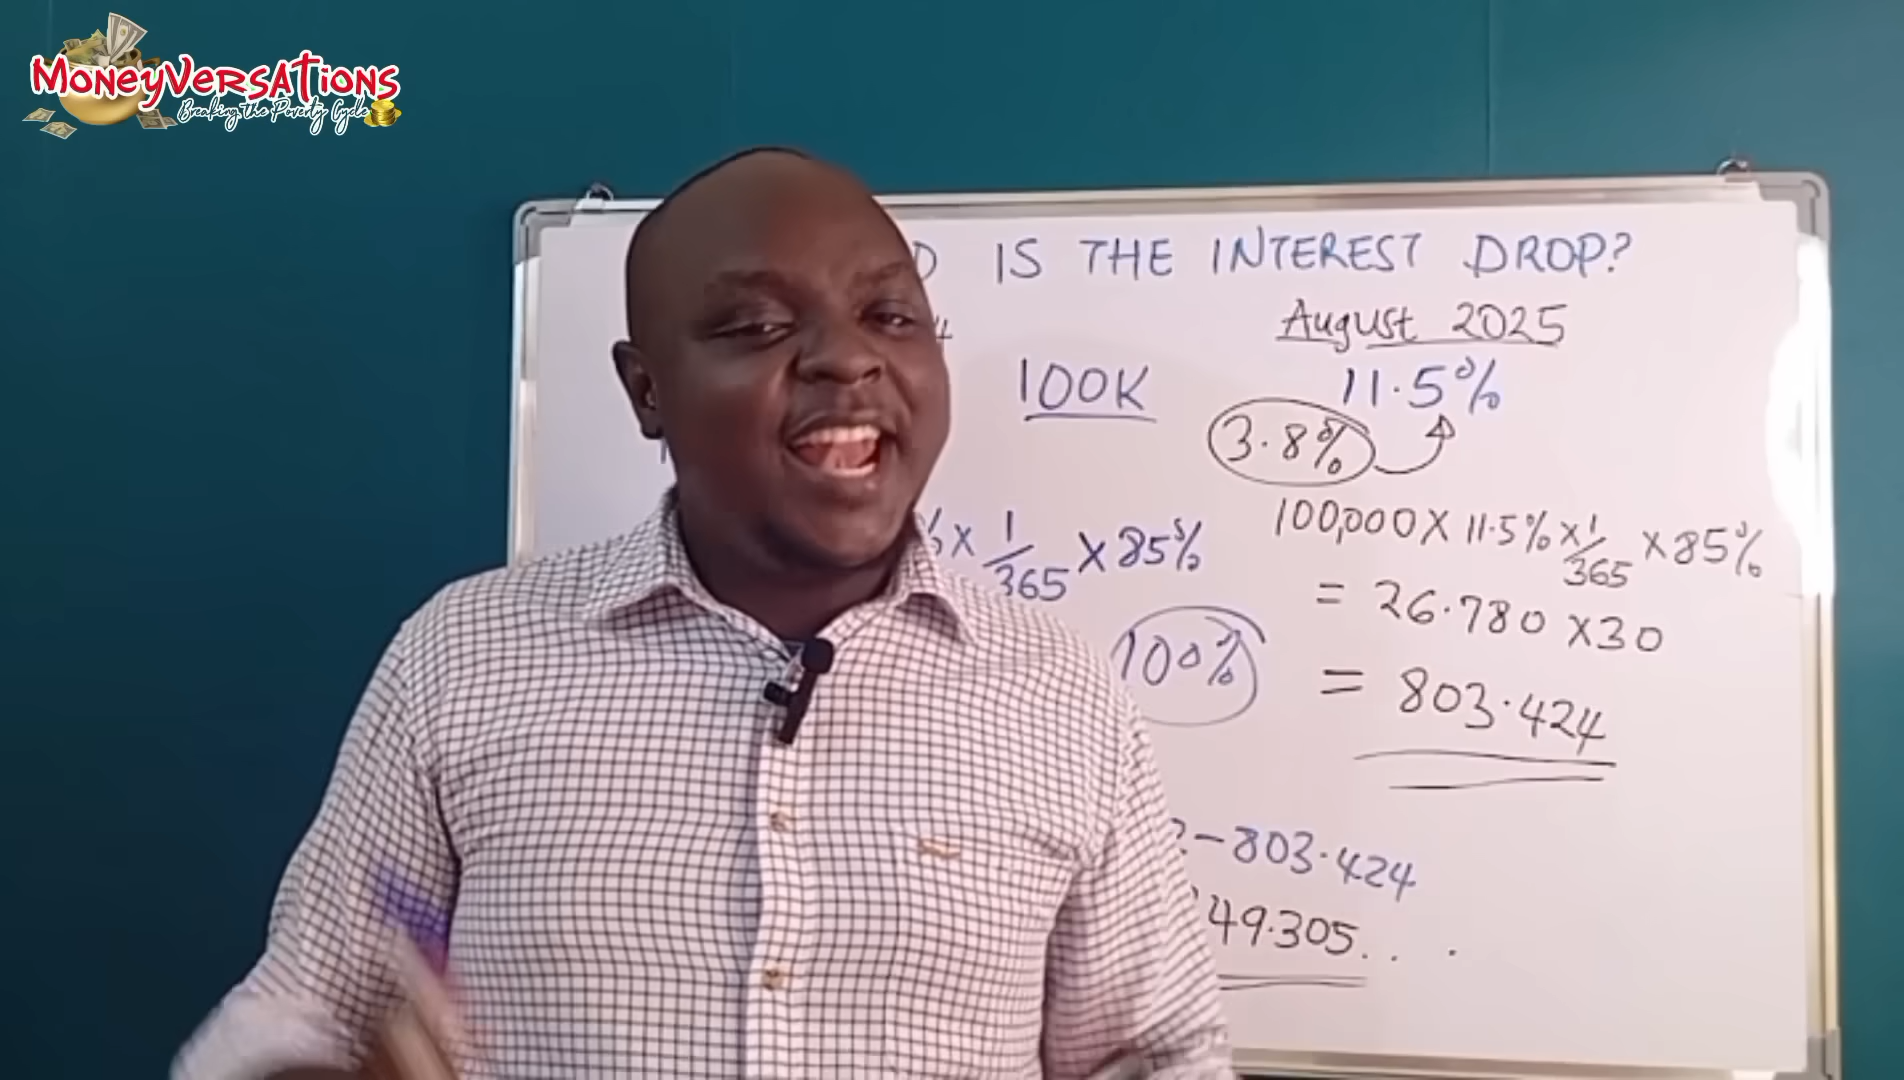 MONEYVERSATIONS
Breaking the Poverty Cycle
IS THE INTEREST DROP?
August 2025
100K
11.5%
3.8%
% x 1/365 x 85%
100,000 x 11.5% x 1/365 x 85%
= 26.780 x 30
100%
= 803.424
- 803.424
49.305...